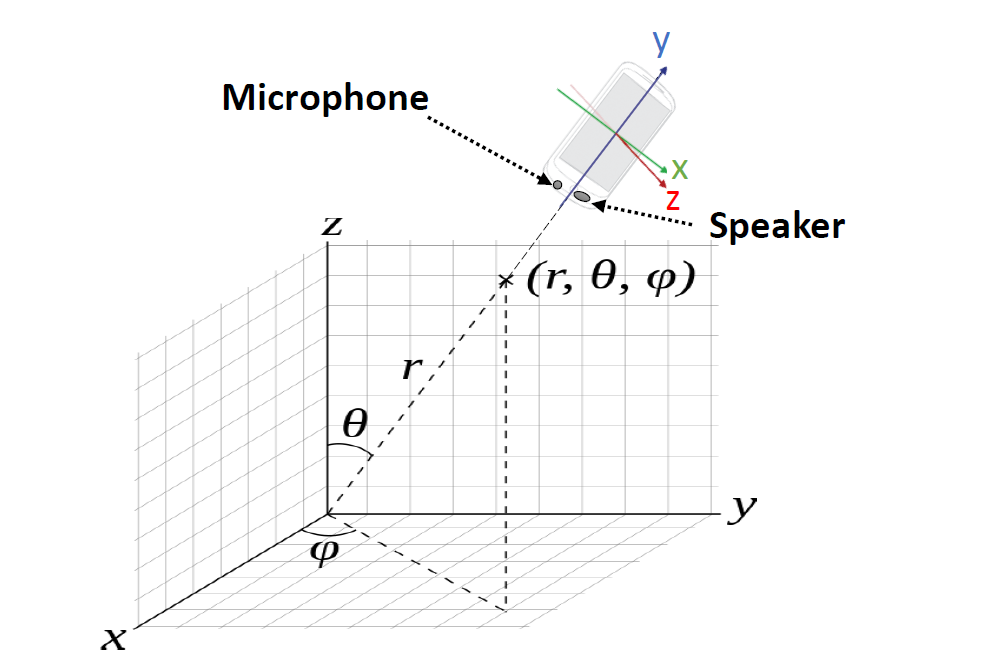 y
Microphone
x
z
Speaker
z
(r, θ, φ)
r
θ
y
φ
x